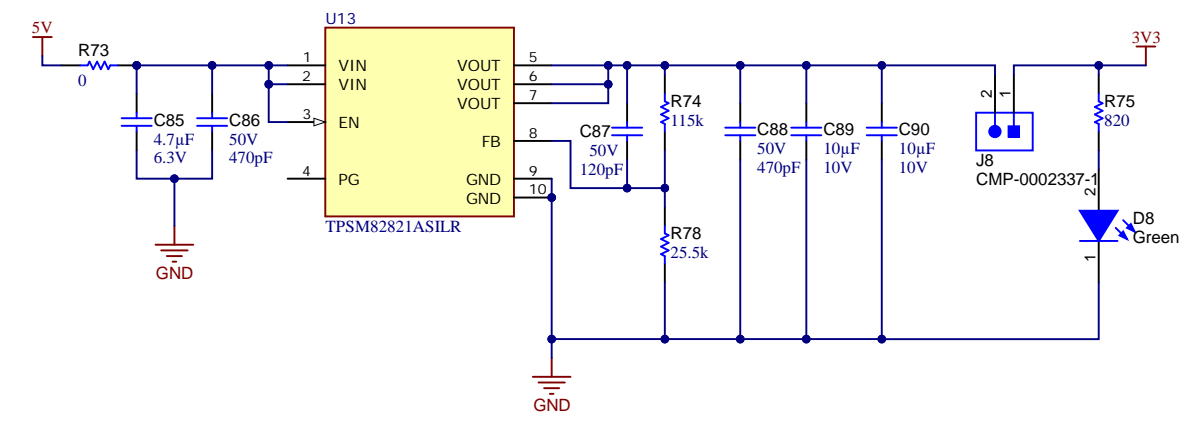 U13
5V
3V3
R73
0
1
VIN
VOUT
5
2
VIN
VOUT
6
VOUT
7
3
EN
FB
8
4
PG
GND
9
GND
10
TPSM82821ASILR
C85
4.7µF
6.3V
C86
50V
470pF
GND
C87
50V
120pF
R74
115k
R78
25.5k
C88
50V
470pF
C89
10µF
10V
C90
10µF
10V
2
1
J8
CMP-0002337-1
R75
820
2
D8
Green
1
GND